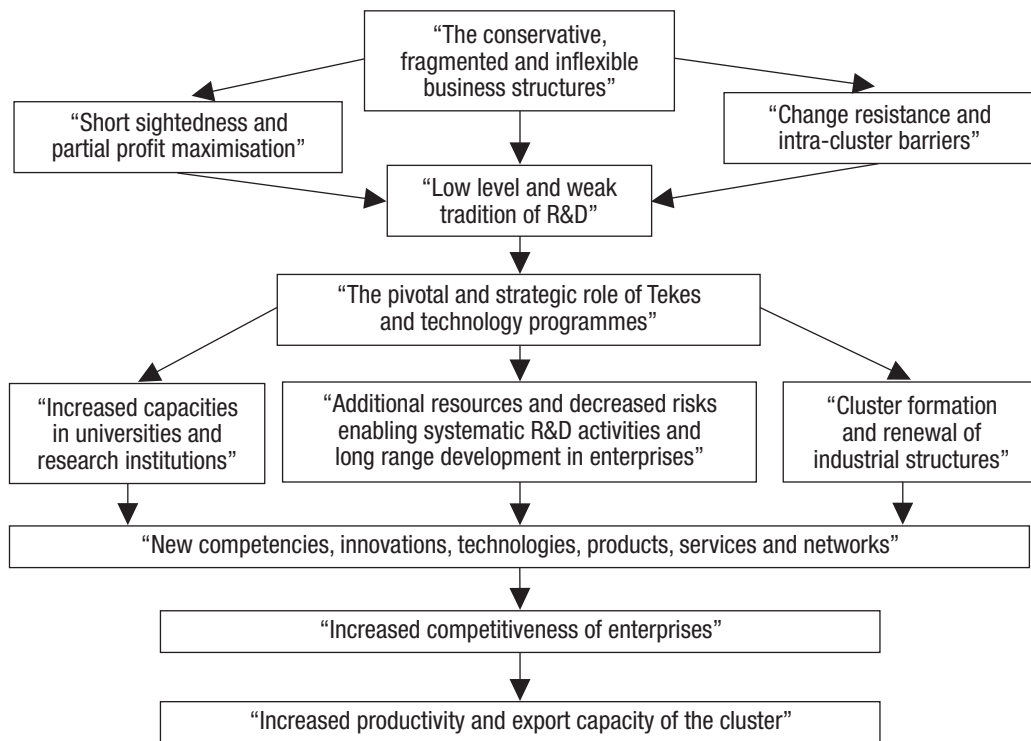 “The conservative,
fragmented and inflexible
business structures”
“Short sightedness and
partial profit maximisation”
“Change resistance and
intra-cluster barriers”
“Low level and weak
tradition of R&D”
“The pivotal and strategic role of Tekes
and technology programmes”
“Increased capacities
in universities and
research institutions”
“Additional resources and decreased risks
enabling systematic R&D activities and
long range development in enterprises”
“Cluster formation
and renewal of
industrial structures”
“New competencies, innovations, technologies, products, services and networks”
“Increased competitiveness of enterprises”
“Increased productivity and export capacity of the cluster”